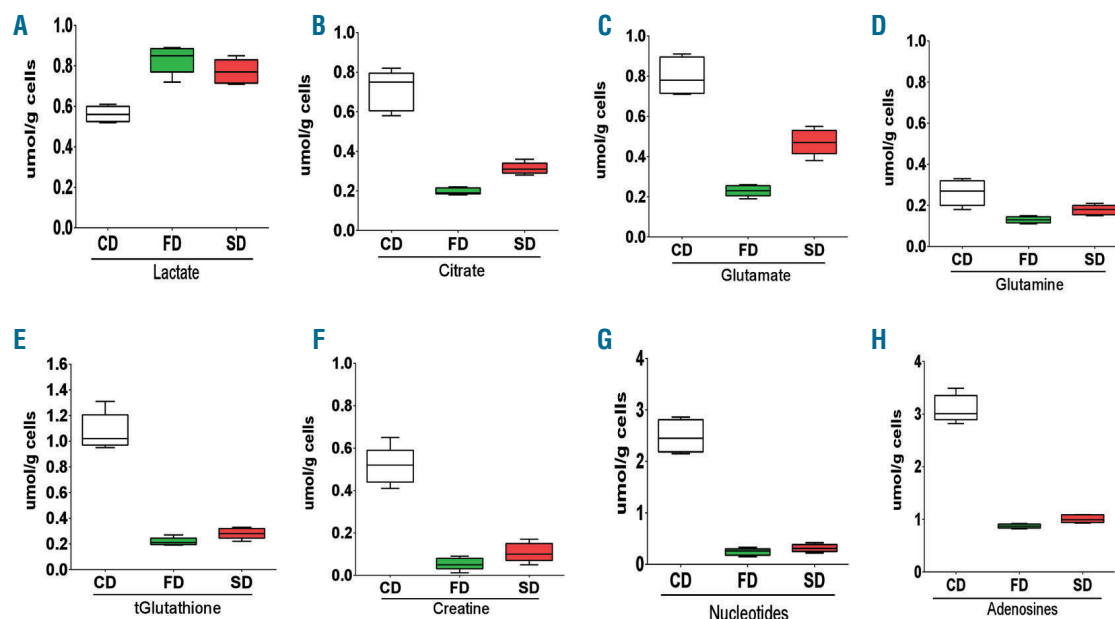 A
umol/g cells
1.0
0.8
0.6
0.4
0.2
0.0
CD FD SD
Lactate
B
umol/g cells
1.0
0.8
0.6
0.4
0.2
0.0
CD FD SD
Citrate
C
umol/g cells
1.0
0.8
0.6
0.4
0.2
0.0
CD FD SD
Glutamate
D
umol/g cells
1.0
0.8
0.6
0.4
0.2
0.0
CD FD SD
Glutamine
E
umol/g cells
1.6
1.4
1.2
1.0
0.8
0.6
0.4
0.2
0.0
CD FD SD
tGlutathione
F
umol/g cells
1.0
0.8
0.6
0.4
0.2
0.0
CD FD SD
Creatine
G
umol/g cells
4
3
2
1
0
CD FD SD
Nucleotides
H
umol/g cells
4
3
2
1
0
CD FD SD
Adenosines